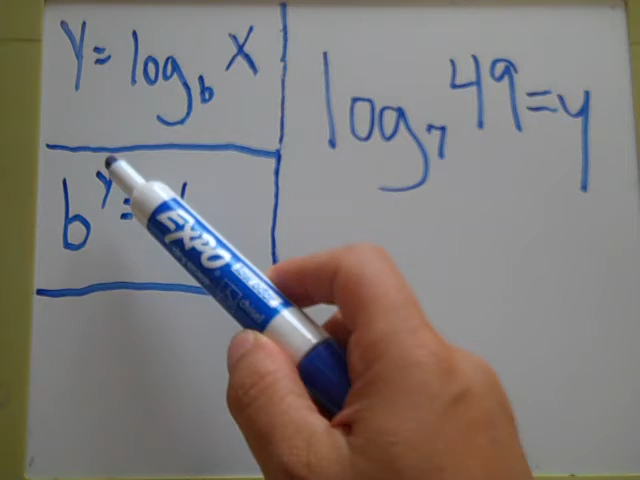 y = log_b x
b^y =
log_7 49 = y
EXPO